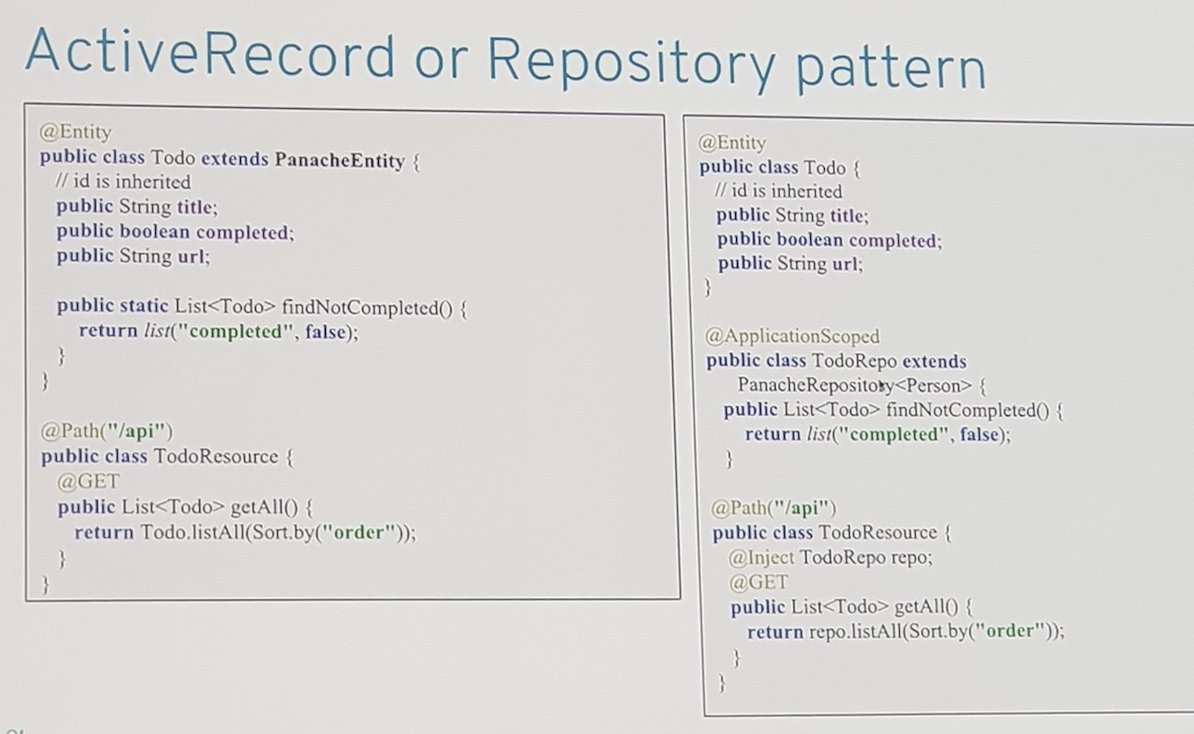 ActiveRecord or Repository pattern
@Entity
public class Todo extends PanacheEntity {
// id is inherited
public String title;
public boolean completed;
public String url;
public static List<Todo> findNotCompleted() {
return list("completed", false);
}
}
@Path("/api")
public class TodoResource {
@GET
public List<Todo> getAll() {
return Todo.listAll(Sort.by("order"));
}
}
@Entity
public class Todo {
// id is inherited
public String title;
public boolean completed;
public String url;
}
@ApplicationScoped
public class TodoRepo extends
PanacheRepository<Person> {
public List<Todo> findNotCompleted() {
return list("completed", false);
}
@Path("/api")
public class TodoResource {
@Inject TodoRepo repo;
@GET
public List<Todo> getAll() {
return repo.listAll(Sort.by("order"));
}
}